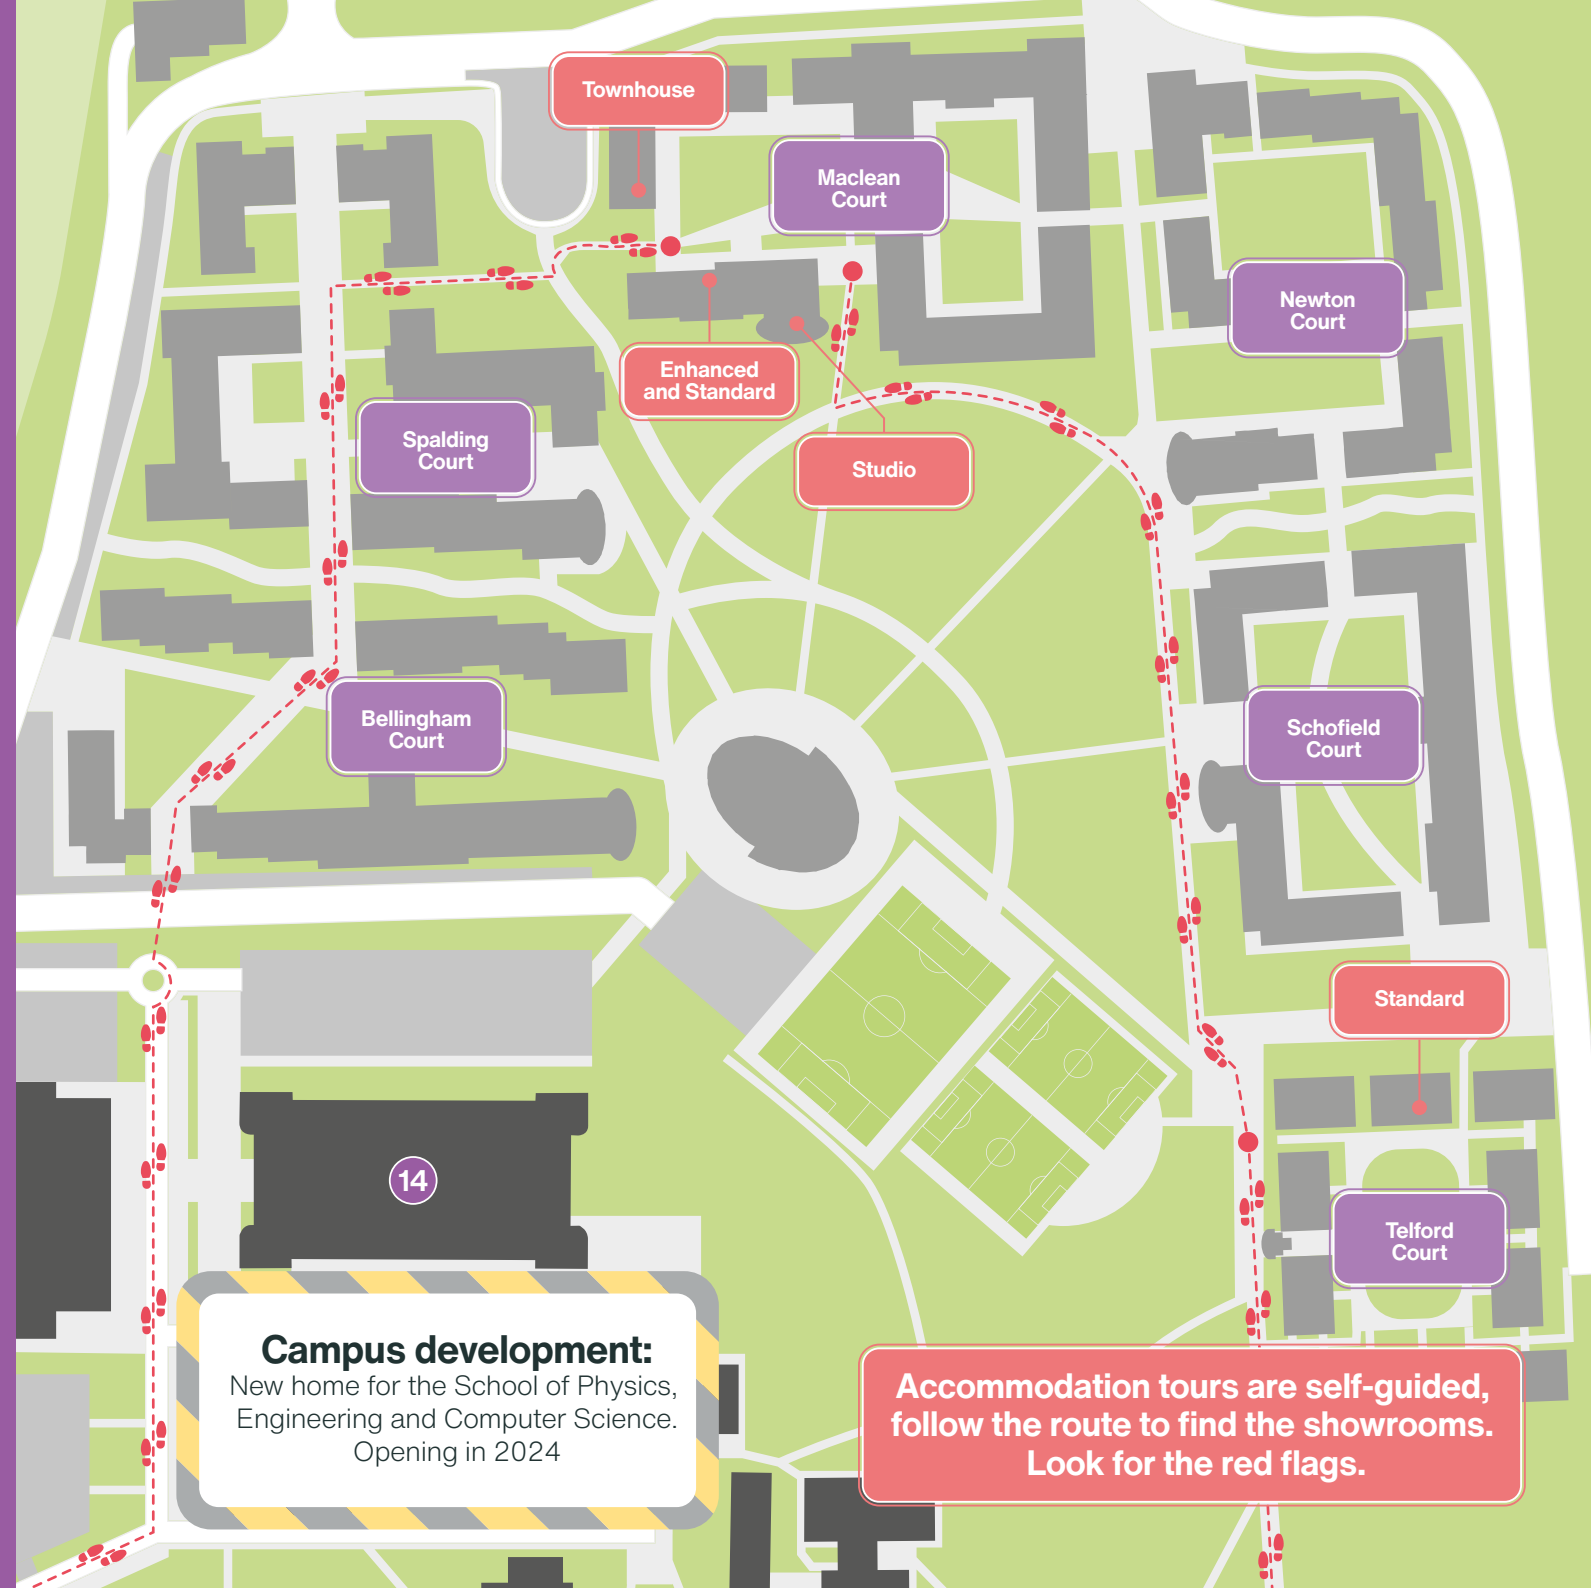 Townhouse
Maclean
Court
Newton
Court
Enhanced
and Standard
Spalding
Court
Studio
Bellingham
Court
Schofield
Court
Standard
14
Telford
Court
Campus development:
New home for the School of Physics,
Engineering and Computer Science.
Opening in 2024
Accommodation tours are self-guided,
follow the route to find the showrooms.
Look for the red flags.